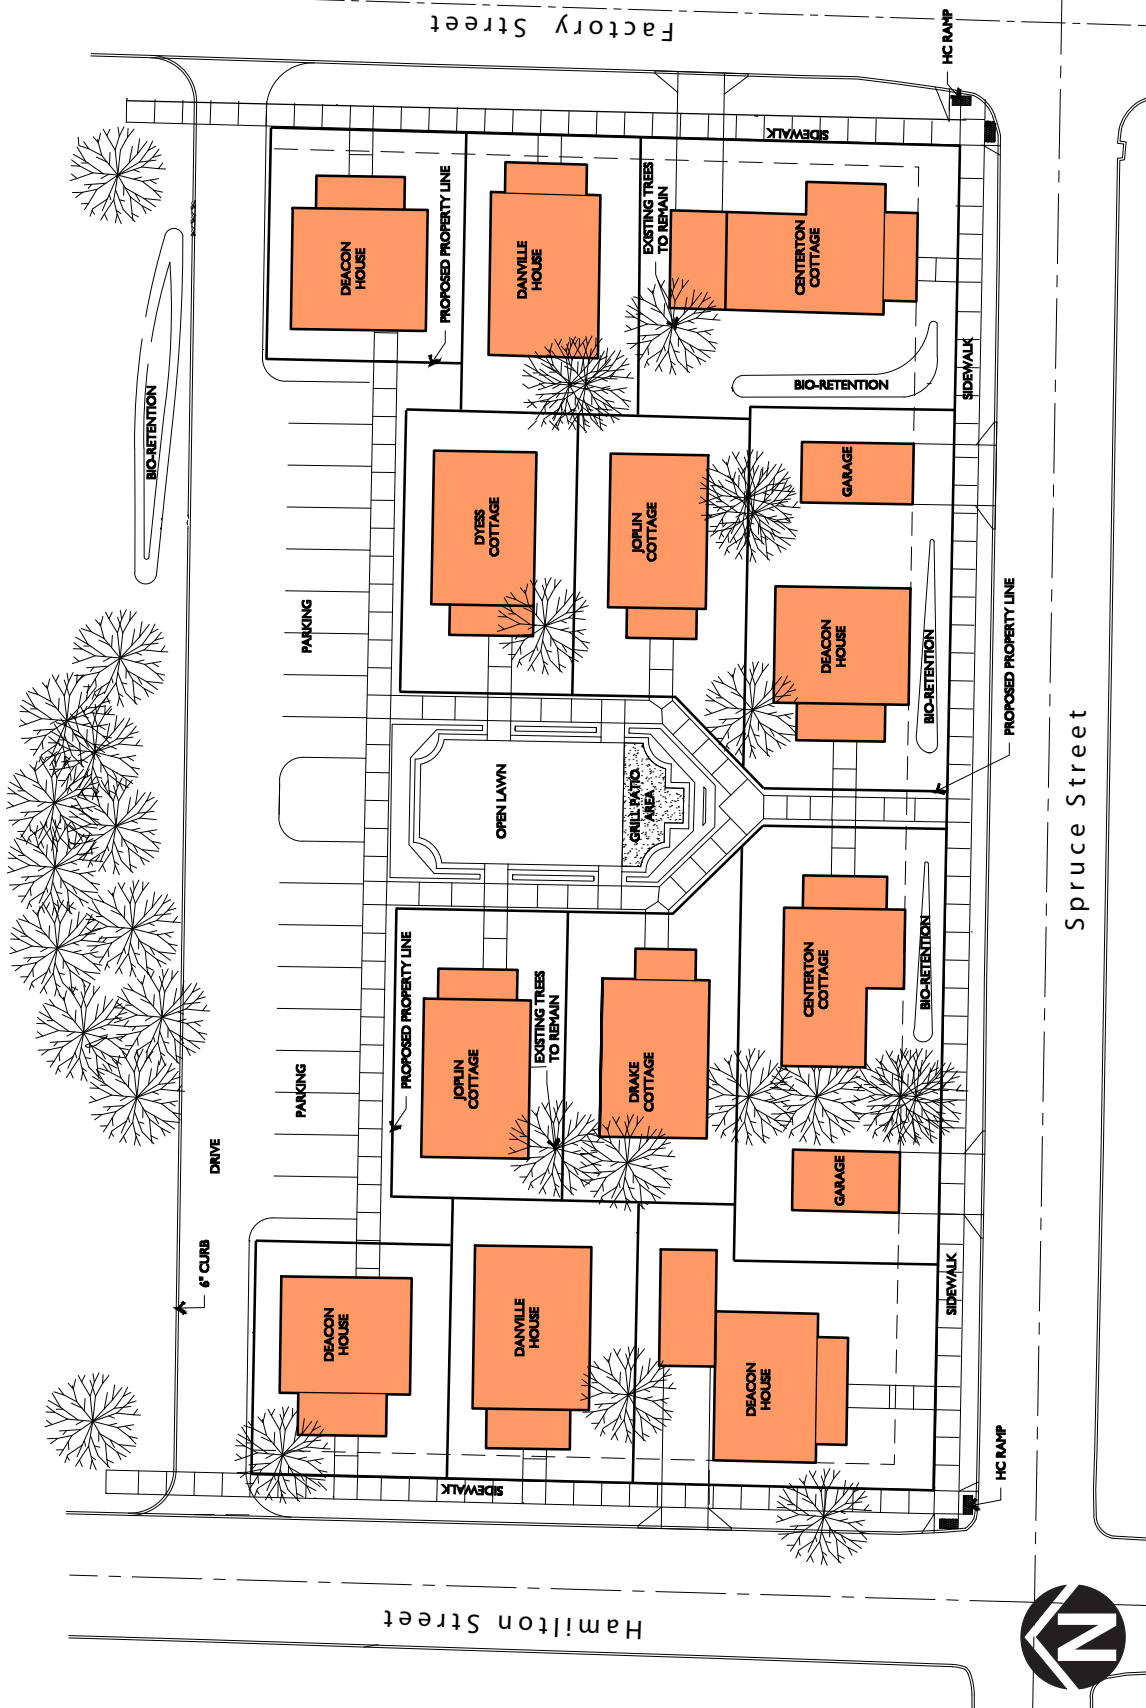 Factory Street
HC RAMP
SIDEWALK
DEACON
HOUSE
PROPOSED PROPERTY LINE
DANVILLE
HOUSE
EXISTING TREES
TO REMAIN
CENTERTON
COTTAGE
BIO-RETENTION
BIO-RETENTION
SIDEWALK
DYESS
COTTAGE
JOPLIN
COTTAGE
GARAGE
PARKING
DEACON
HOUSE
BIO-RETENTION
PROPOSED PROPERTY LINE
OPEN LAWN
GRILL PATIO
AREA
Spruce Street
PROPOSED PROPERTY LINE
JOPLIN
COTTAGE
EXISTING TREES
TO REMAIN
DRAKE
COTTAGE
CENTERTON
COTTAGE
BIO-RETENTION
PARKING
DRIVE
GARAGE
6" CURB
SIDEWALK
DEACON
HOUSE
DANVILLE
HOUSE
DEACON
HOUSE
SIDEWALK
HC RAMP
Hamilton Street
N